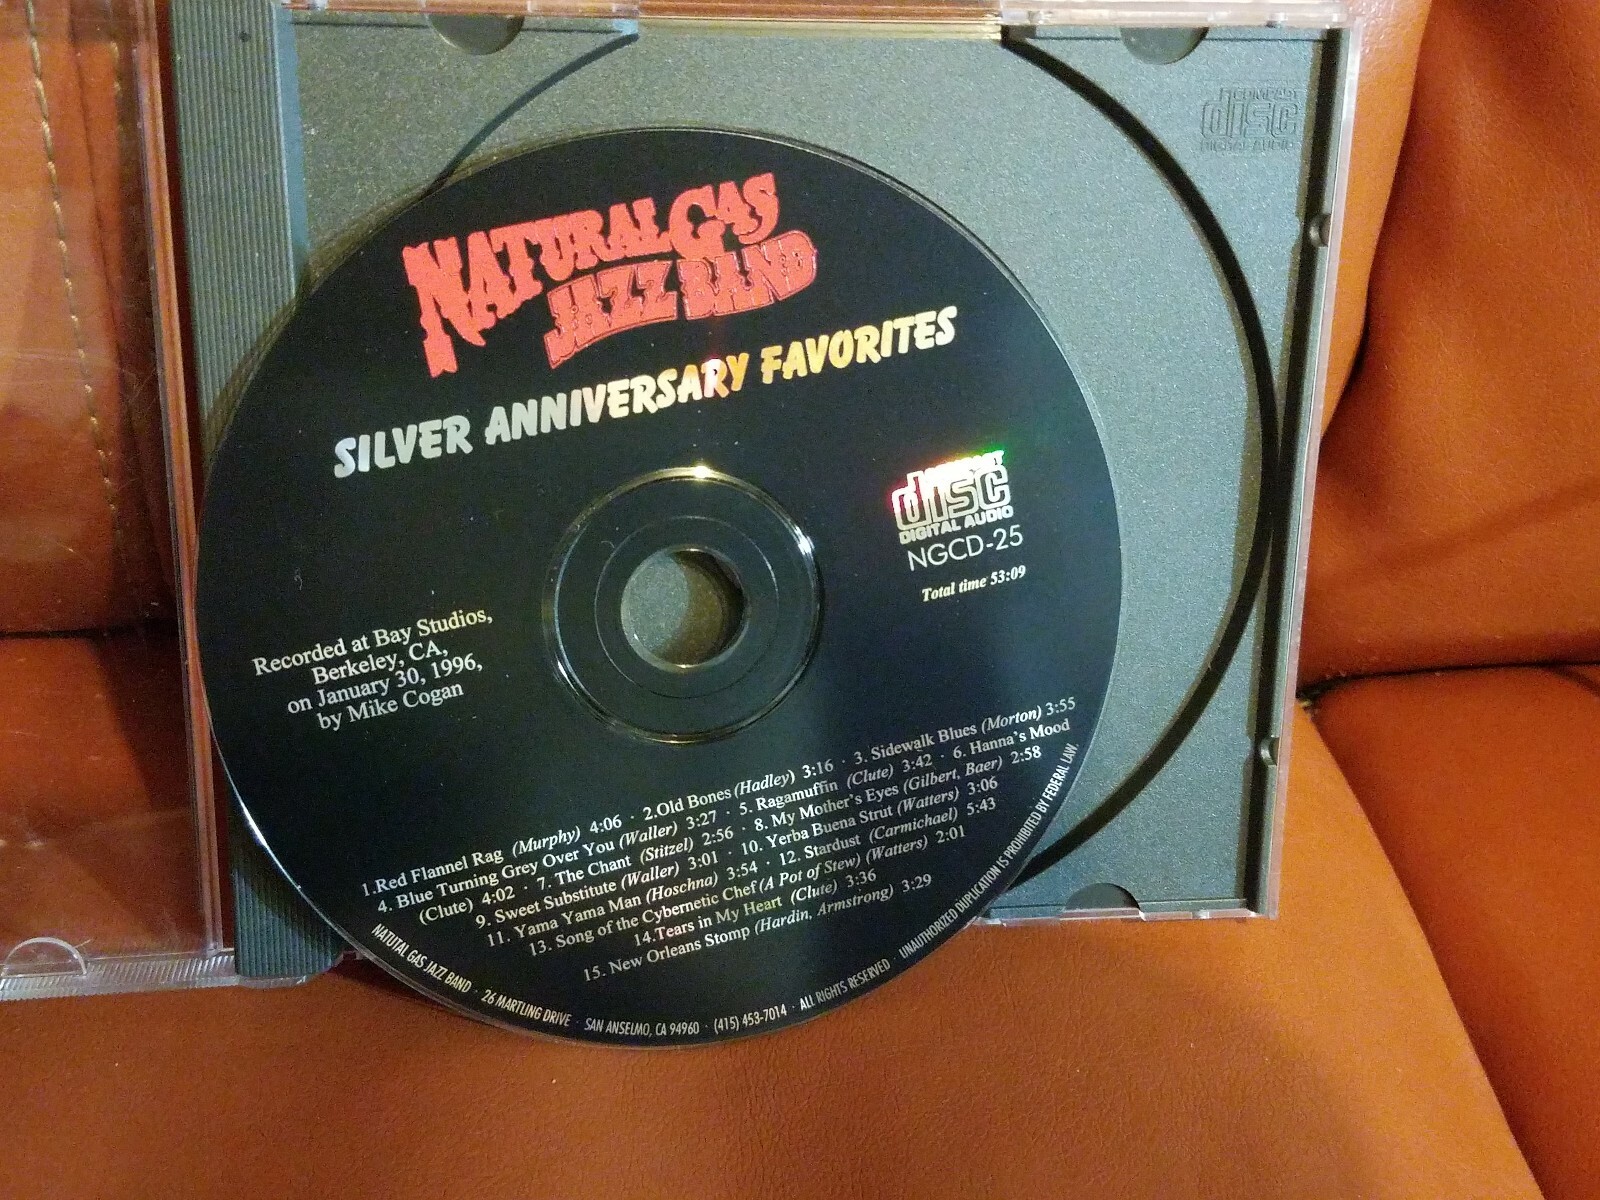 COMPACT
disc
DIGITAL AUDIO
NATURAL GAS
JAZZ BAND
SILVER ANNIVERSARY FAVORITES
COMPACT
disc
DIGITAL AUDIO
NGCD-25
Total time 53:09
Recorded at Bay Studios,
Berkeley, CA,
on January 30, 1996,
by Mike Cogan
1.Red Flannel Rag (Murphy) 4:06 · 2.Old Bones (Hadley) 3:16 · 3. Sidewalk Blues (Morton) 3:55
4. Blue Turning Grey Over You (Waller) 3:27 · 5. Ragamuffin (Clute) 3:42 · 6. Hanna's Mood
(Clute) 4:02 · 7. The Chant (Stitzel) 2:56 · 8. My Mother's Eyes (Gilbert, Baer) 2:58
9. Sweet Substitute (Waller) 3:01 · 10. Yerba Buena Strut (Watters) 3:06
11. Yama Yama Man (Hoschna) 3:54 · 12. Stardust (Carmichael) 5:43
13. Song of the Cybernetic Chef (A Pot of Stew) (Watters) 2:01
14.Tears in My Heart (Clute) 3:36
15. New Orleans Stomp (Hardin, Armstrong) 3:29
NATUTAL GAS JAZZ BAND · 26 MARTLING DRIVE · SAN ANSELMO, CA 94960 · (415) 453-7014 · ALL RIGHTS RESERVED · UNAUTHORIZED DUPLICATION IS PROHIBITED BY FEDERAL LAW.